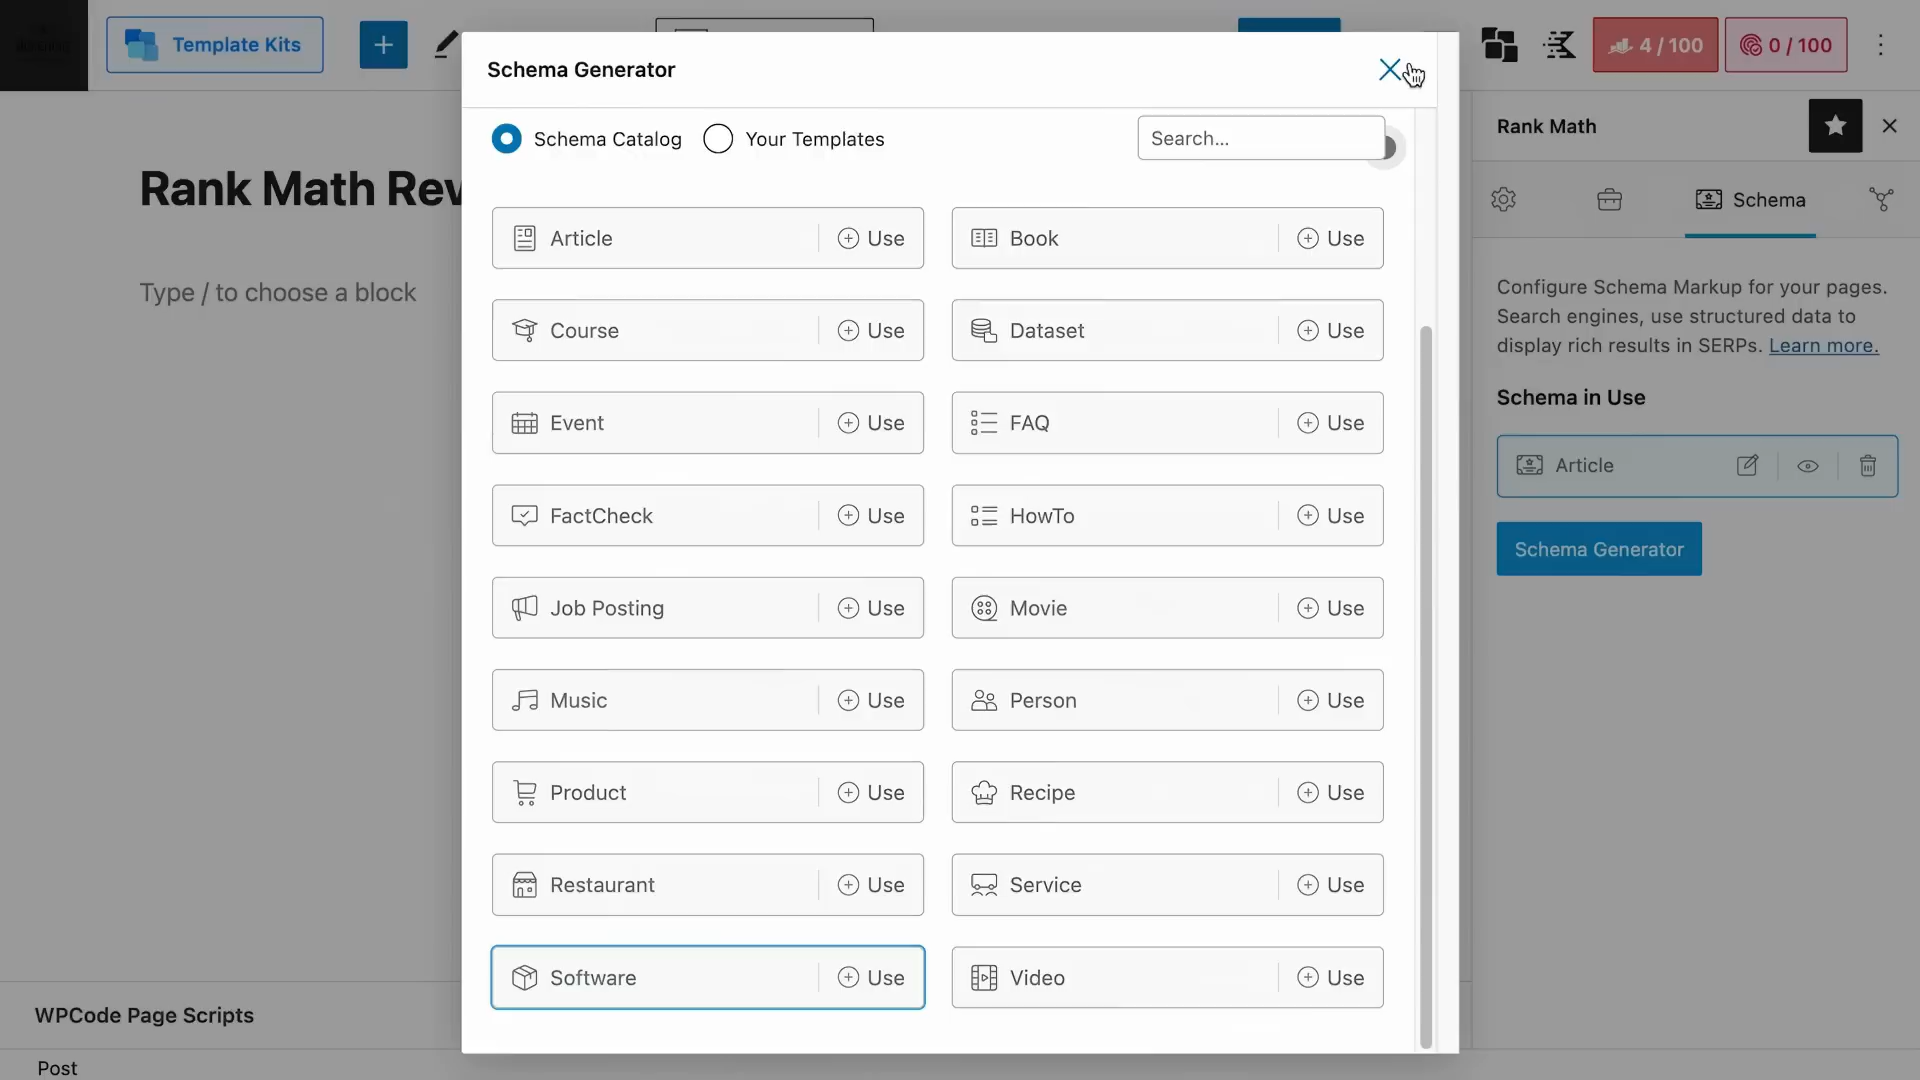 Template Kits
4 / 100
0 / 100
Schema Generator
Rank Math
Schema Catalog
Your Templates
Search...
Rank Math Rev
Schema
Type / to choose a block
Article
Use
Book
Use
Course
Use
Dataset
Use
Event
Use
FAQ
Use
FactCheck
Use
HowTo
Use
Job Posting
Use
Movie
Use
Music
Use
Person
Use
Product
Use
Recipe
Use
Restaurant
Use
Service
Use
Software
Use
Video
Use
Configure Schema Markup for your pages.
Search engines, use structured data to
display rich results in SERPs. Learn more.
Schema in Use
Article
Schema Generator
WPCode Page Scripts
Post